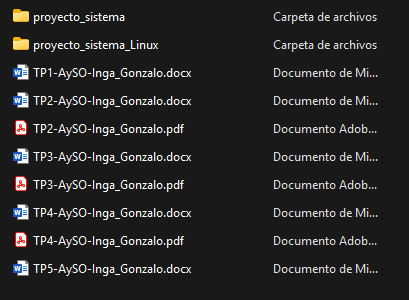 proyecto_sistema Carpeta de archivos
proyecto_sistema_Linux Carpeta de archivos
TP1-AySO-Inga_Gonzalo.docx Documento de Mi...
TP2-AySO-Inga_Gonzalo.docx Documento de Mi...
TP2-AySO-Inga_Gonzalo.pdf Documento Adob...
TP3-AySO-Inga_Gonzalo.docx Documento de Mi...
TP3-AySO-Inga_Gonzalo.pdf Documento Adob...
TP4-AySO-Inga_Gonzalo.docx Documento de Mi...
TP4-AySO-Inga_Gonzalo.pdf Documento Adob...
TP5-AySO-Inga_Gonzalo.docx Documento de Mi...